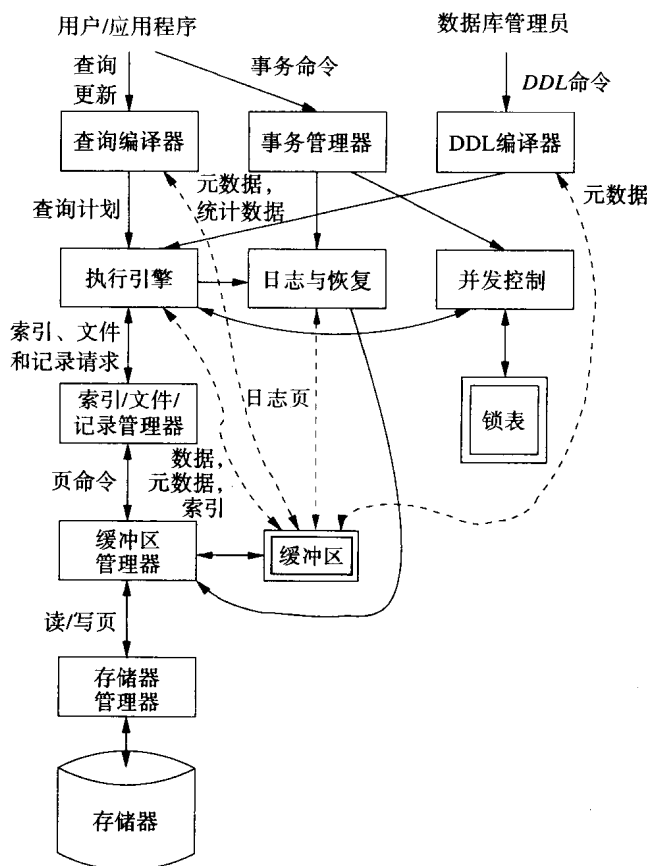 用户/应用程序
数据库管理员
查询
更新
事务命令
DDL命令
查询编译器
事务管理器
DDL编译器
查询计划
元数据,
统计数据
元数据
执行引擎
日志与恢复
并发控制
索引、文件
和记录请求
索引/文件/
记录管理器
日志页
锁表
页命令
数据,
元数据,
索引
缓冲区
管理器
缓冲区
读/写页
存储器
管理器
存储器